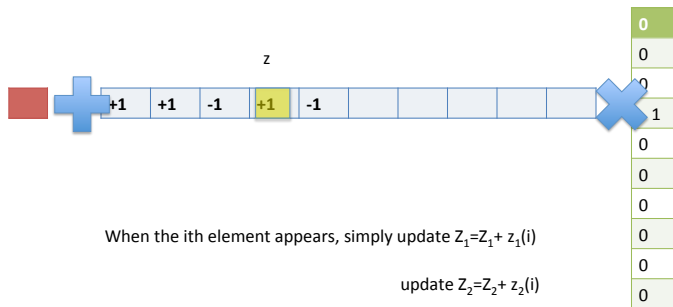 0
z
0
0
+1 +1 -1 +1 -1
1
0
0
0
When the ith element appears, simply update Z₁=Z₁+ z₁(i)
0
0
update Z₂=Z₂+ z₂(i)
0